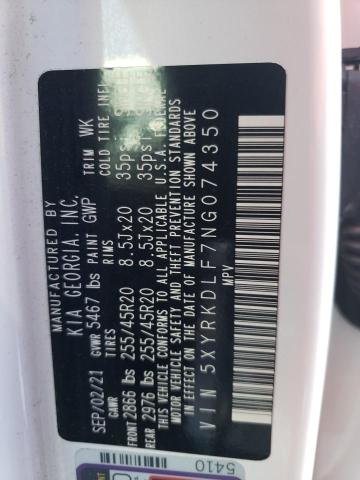 MANUFACTURED BY
KIA GEORGIA, INC.
SEP/02/21 GVWR 5467 lbs PAINT GWP TRIM WK
GAWR TIRES RIMS COLD TIRE INFL
FRONT 2866 lbs 255/45R20 8.5Jx20 35psi
REAR 2976 lbs 255/45R20 8.5Jx20 35psi
THIS VEHICLE CONFORMS TO ALL APPLICABLE U.S.A. FEDERAL
MOTOR VEHICLE SAFETY AND THEFT PREVENTION STANDARDS
IN EFFECT ON THE DATE OF MANUFACTURE SHOWN ABOVE
VIN 5XYRKDLF7NG074350
MPV
5410